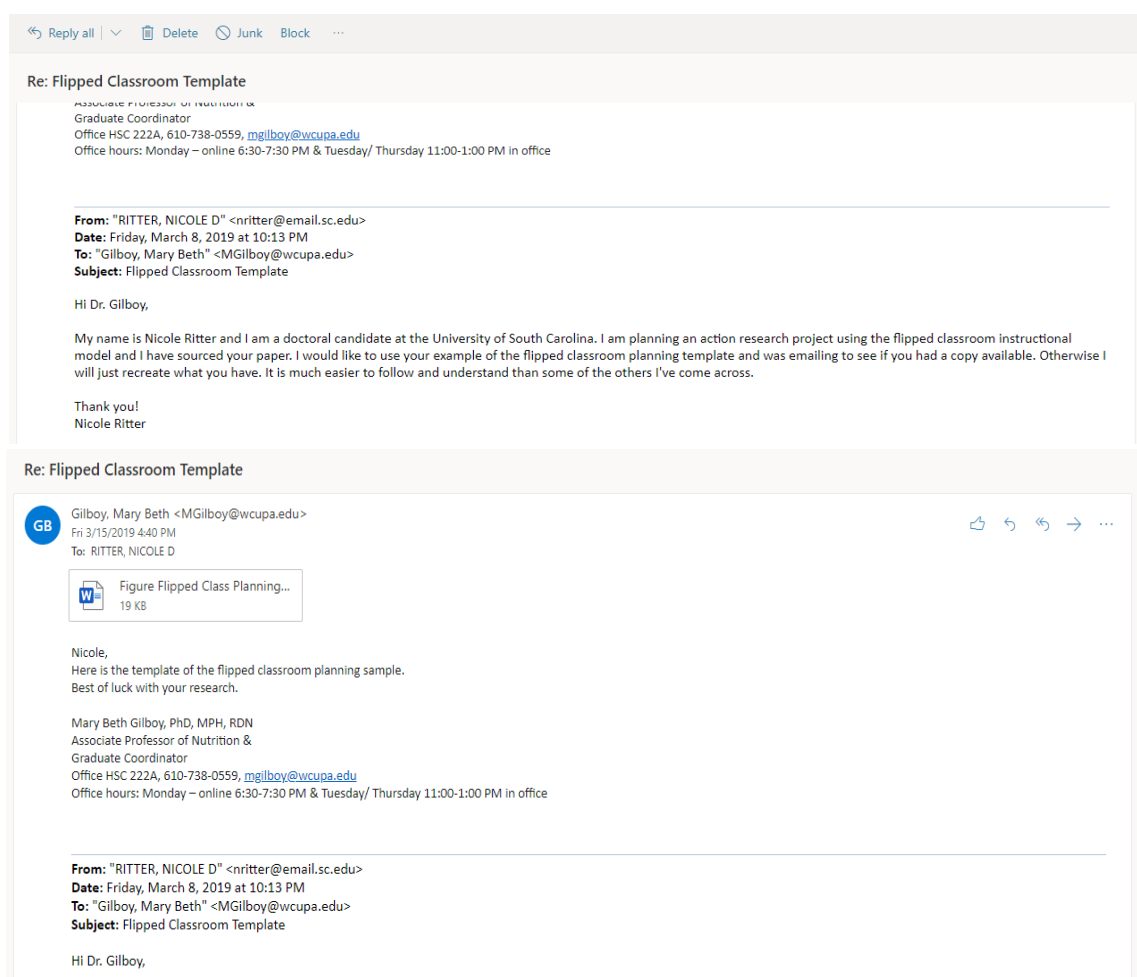 Reply all
Delete
Junk
Block
...
Re: Flipped Classroom Template
Associate Professor of Nutrition &
Graduate Coordinator
Office HSC 222A, 610-738-0559, mgilboy@wcupa.edu
Office hours: Monday – online 6:30-7:30 PM & Tuesday/ Thursday 11:00-1:00 PM in office
From: "RITTER, NICOLE D" <nritter@email.sc.edu>
Date: Friday, March 8, 2019 at 10:13 PM
To: "Gilboy, Mary Beth" <MGilboy@wcupa.edu>
Subject: Flipped Classroom Template
Hi Dr. Gilboy,
My name is Nicole Ritter and I am a doctoral candidate at the University of South Carolina. I am planning an action research project using the flipped classroom instructional
model and I have sourced your paper. I would like to use your example of the flipped classroom planning template and was emailing to see if you had a copy available. Otherwise I
will just recreate what you have. It is much easier to follow and understand than some of the others I've come across.
Thank you!
Nicole Ritter
Re: Flipped Classroom Template
GB
Gilboy, Mary Beth <MGilboy@wcupa.edu>
Fri 3/15/2019 4:40 PM
To: RITTER, NICOLE D
...
W
Figure Flipped Class Planning...
19 KB
Nicole,
Here is the template of the flipped classroom planning sample.
Best of luck with your research.
Mary Beth Gilboy, PhD, MPH, RDN
Associate Professor of Nutrition &
Graduate Coordinator
Office HSC 222A, 610-738-0559, mgilboy@wcupa.edu
Office hours: Monday – online 6:30-7:30 PM & Tuesday/ Thursday 11:00-1:00 PM in office
From: "RITTER, NICOLE D" <nritter@email.sc.edu>
Date: Friday, March 8, 2019 at 10:13 PM
To: "Gilboy, Mary Beth" <MGilboy@wcupa.edu>
Subject: Flipped Classroom Template
Hi Dr. Gilboy,